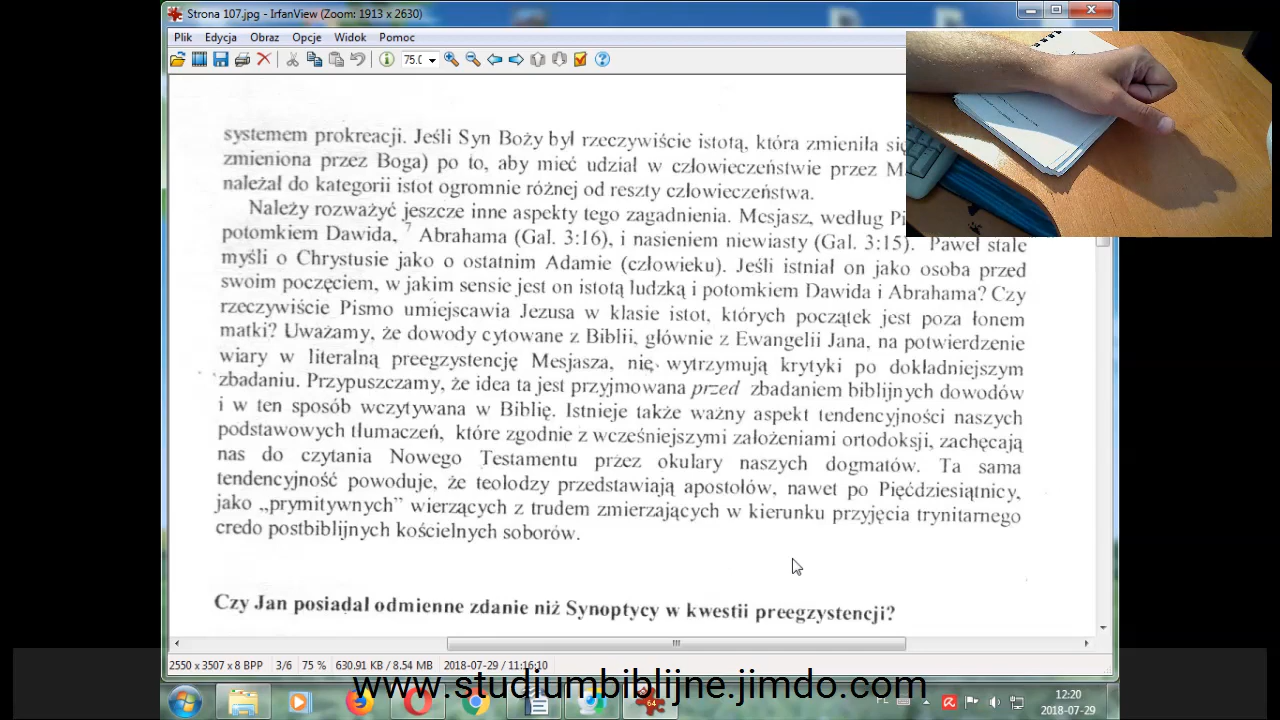 Strona 107.jpg - IrfanView (Zoom: 1913 x 2630)
Plik Edycja Obraz Opcje Widok Pomoc
systemem prokreacji. Jeśli Syn Boży był rzeczywiście istotą, która zmieniła się
zmieniona przez Boga) po to, aby mieć udział w człowieczeństwie przez
należał do kategorii istot ogromnie różnej od reszty człowieczeństwa.
Należy rozważyć jeszcze inne aspekty tego zagadnienia. Mesjasz, według
potomkiem Dawida, 7 Abrahama (Gal. 3:16), i nasieniem niewiasty (Gal. 3:15). Paweł stale
myśli o Chrystusie jako o ostatnim Adamie (człowieku). Jeśli istniał on jako osoba przed
swoim poczęciem, w jakim sensie jest on istotą ludzką i potomkiem Dawida i Abrahama? Czy
rzeczywiście Pismo umiejscawia Jezusa w klasie istot, których początek jest poza łonem
matki? Uważamy, że dowody cytowane z Biblii, głównie z Ewangelii Jana, na potwierdzenie
wiary w literalną preegzystencję Mesjasza, nie wytrzymują krytyki po dokładniejszym
zbadaniu. Przypuszczamy, że idea ta jest przyjmowana przed zbadaniem biblijnych dowodów
i w ten sposób wczytywana w Biblię. Istnieje także ważny aspekt tendencyjności naszych
podstawowych tłumaczeń, które zgodnie z wcześniejszymi założeniami ortodoksji, zachęcają
nas do czytania Nowego Testamentu przez okulary naszych dogmatów. Ta sama
tendencyjność powoduje, że teolodzy przedstawiają apostołów, nawet po Pięćdziesiątnicy,
jako „prymitywnych” wierzących z trudem zmierzających w kierunku przyjęcia trynitarnego
credo postbiblijnych kościelnych soborów.
Czy Jan posiadał odmienne zdanie niż Synoptycy w kwestii preegzystencji?
2550 x 3507 x 8 BPP 3/6 75 % 630.91 KB / 8.54 MB 2018-07-29 / 11:16:10
www.studiumbiblijne.jimdo.com
PL
12:20
2018-07-29